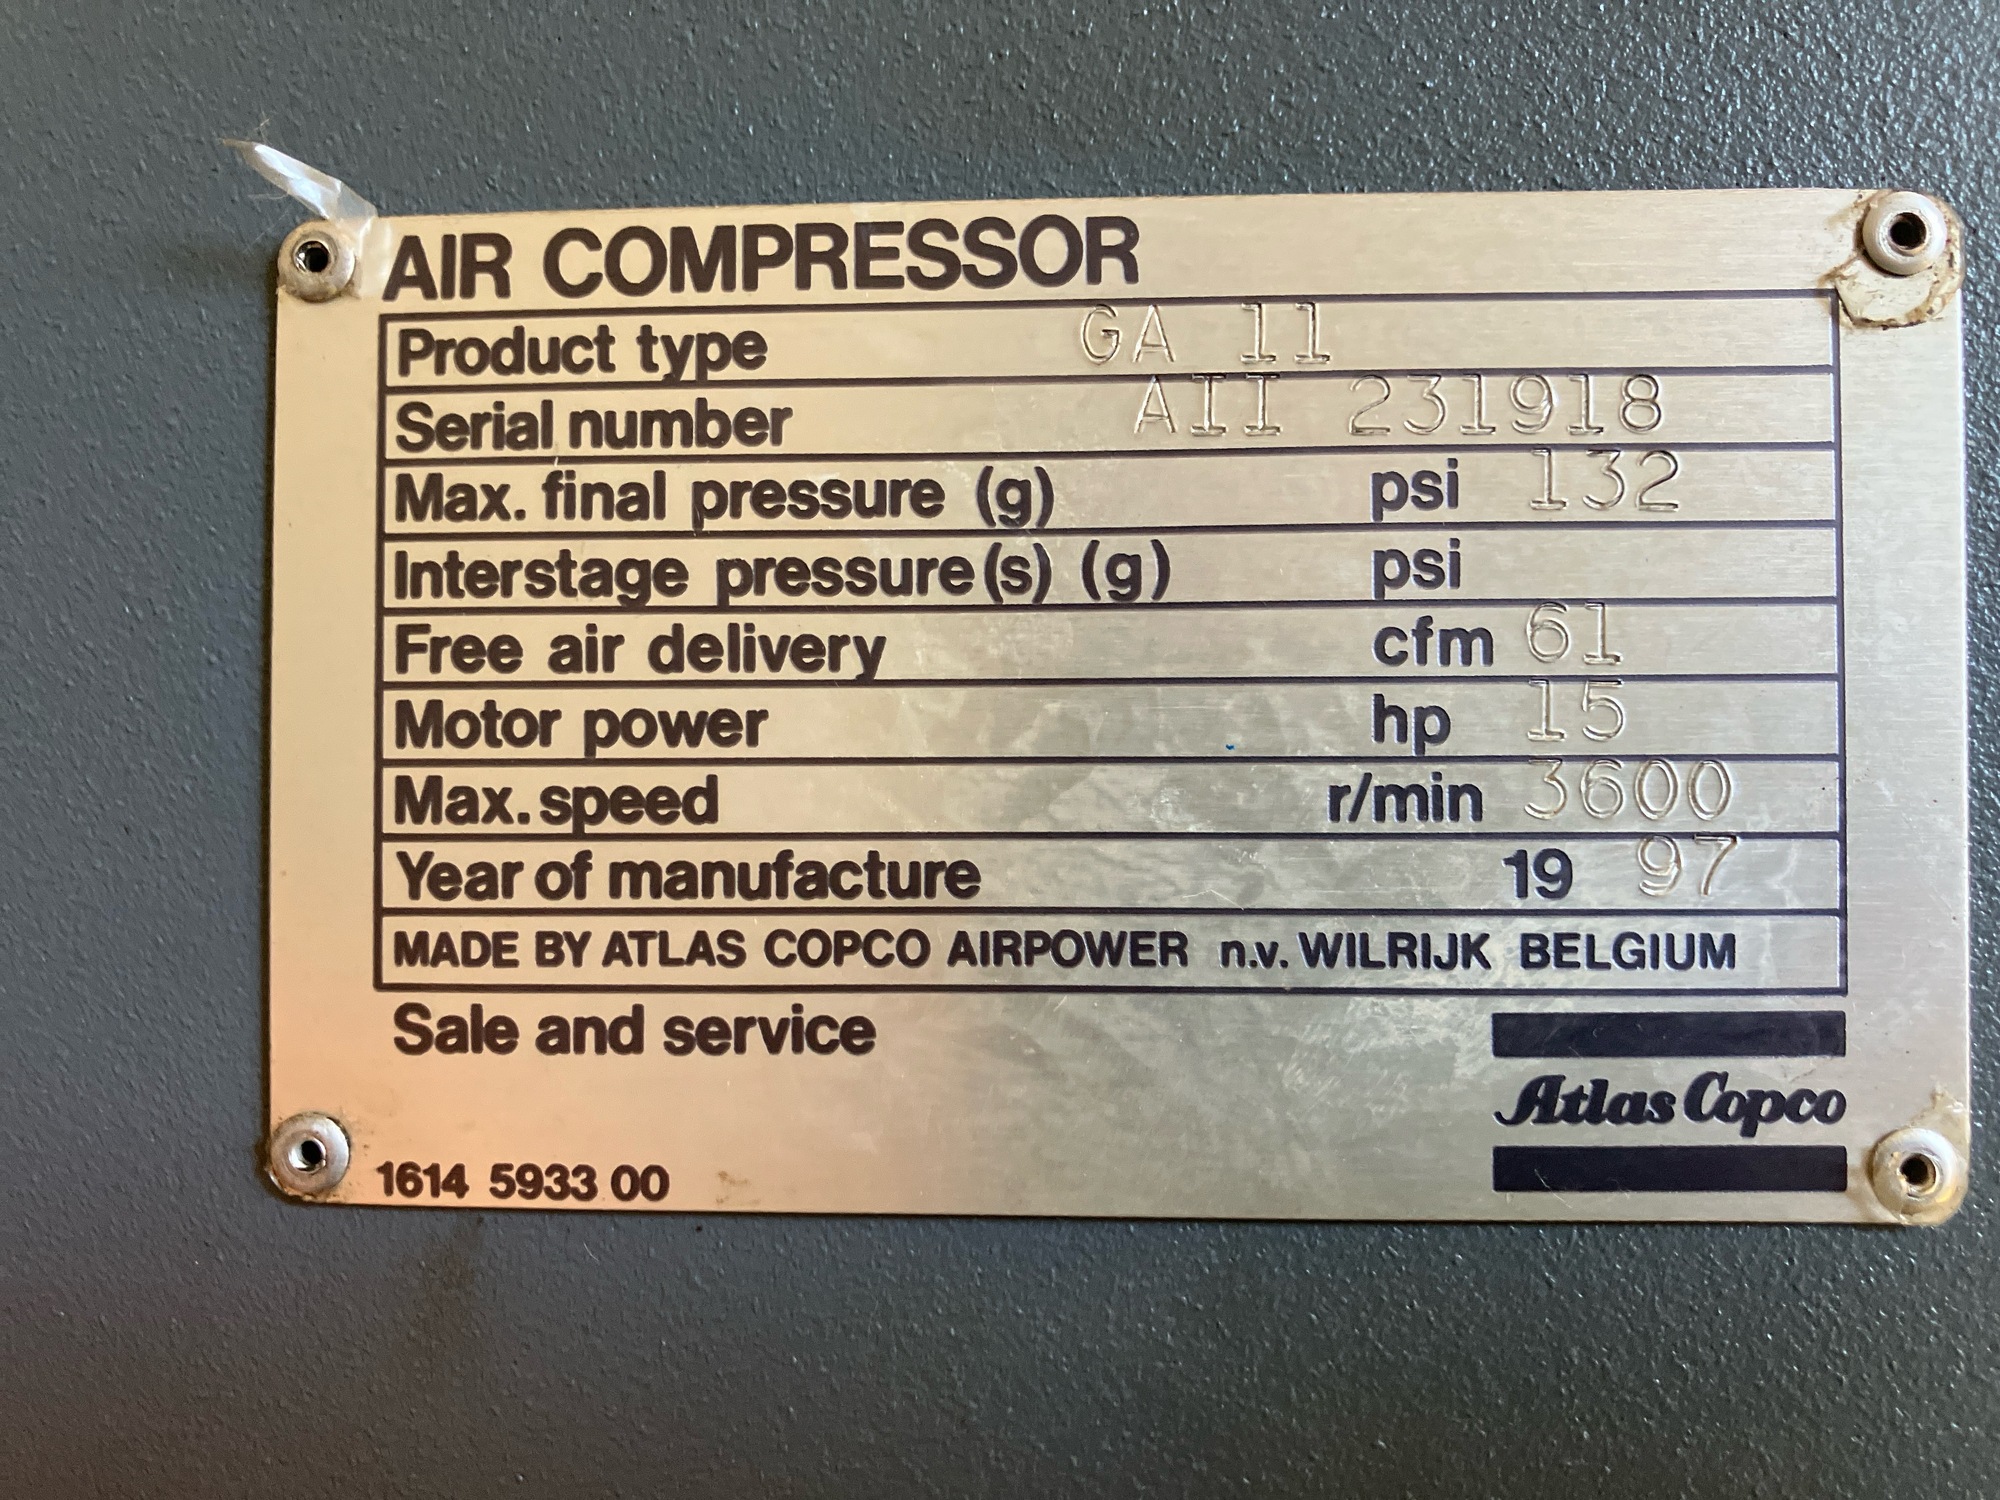 AIR COMPRESSOR
Product type GA 11
Serial number AII 231918
Max. final pressure (g) psi 132
Interstage pressure(s) (g) psi
Free air delivery cfm 61
Motor power hp 15
Max. speed r/min 3600
Year of manufacture 19 97
MADE BY ATLAS COPCO AIRPOWER n.v. WILRIJK BELGIUM
Sale and service
Atlas Copco
1614 5933 00